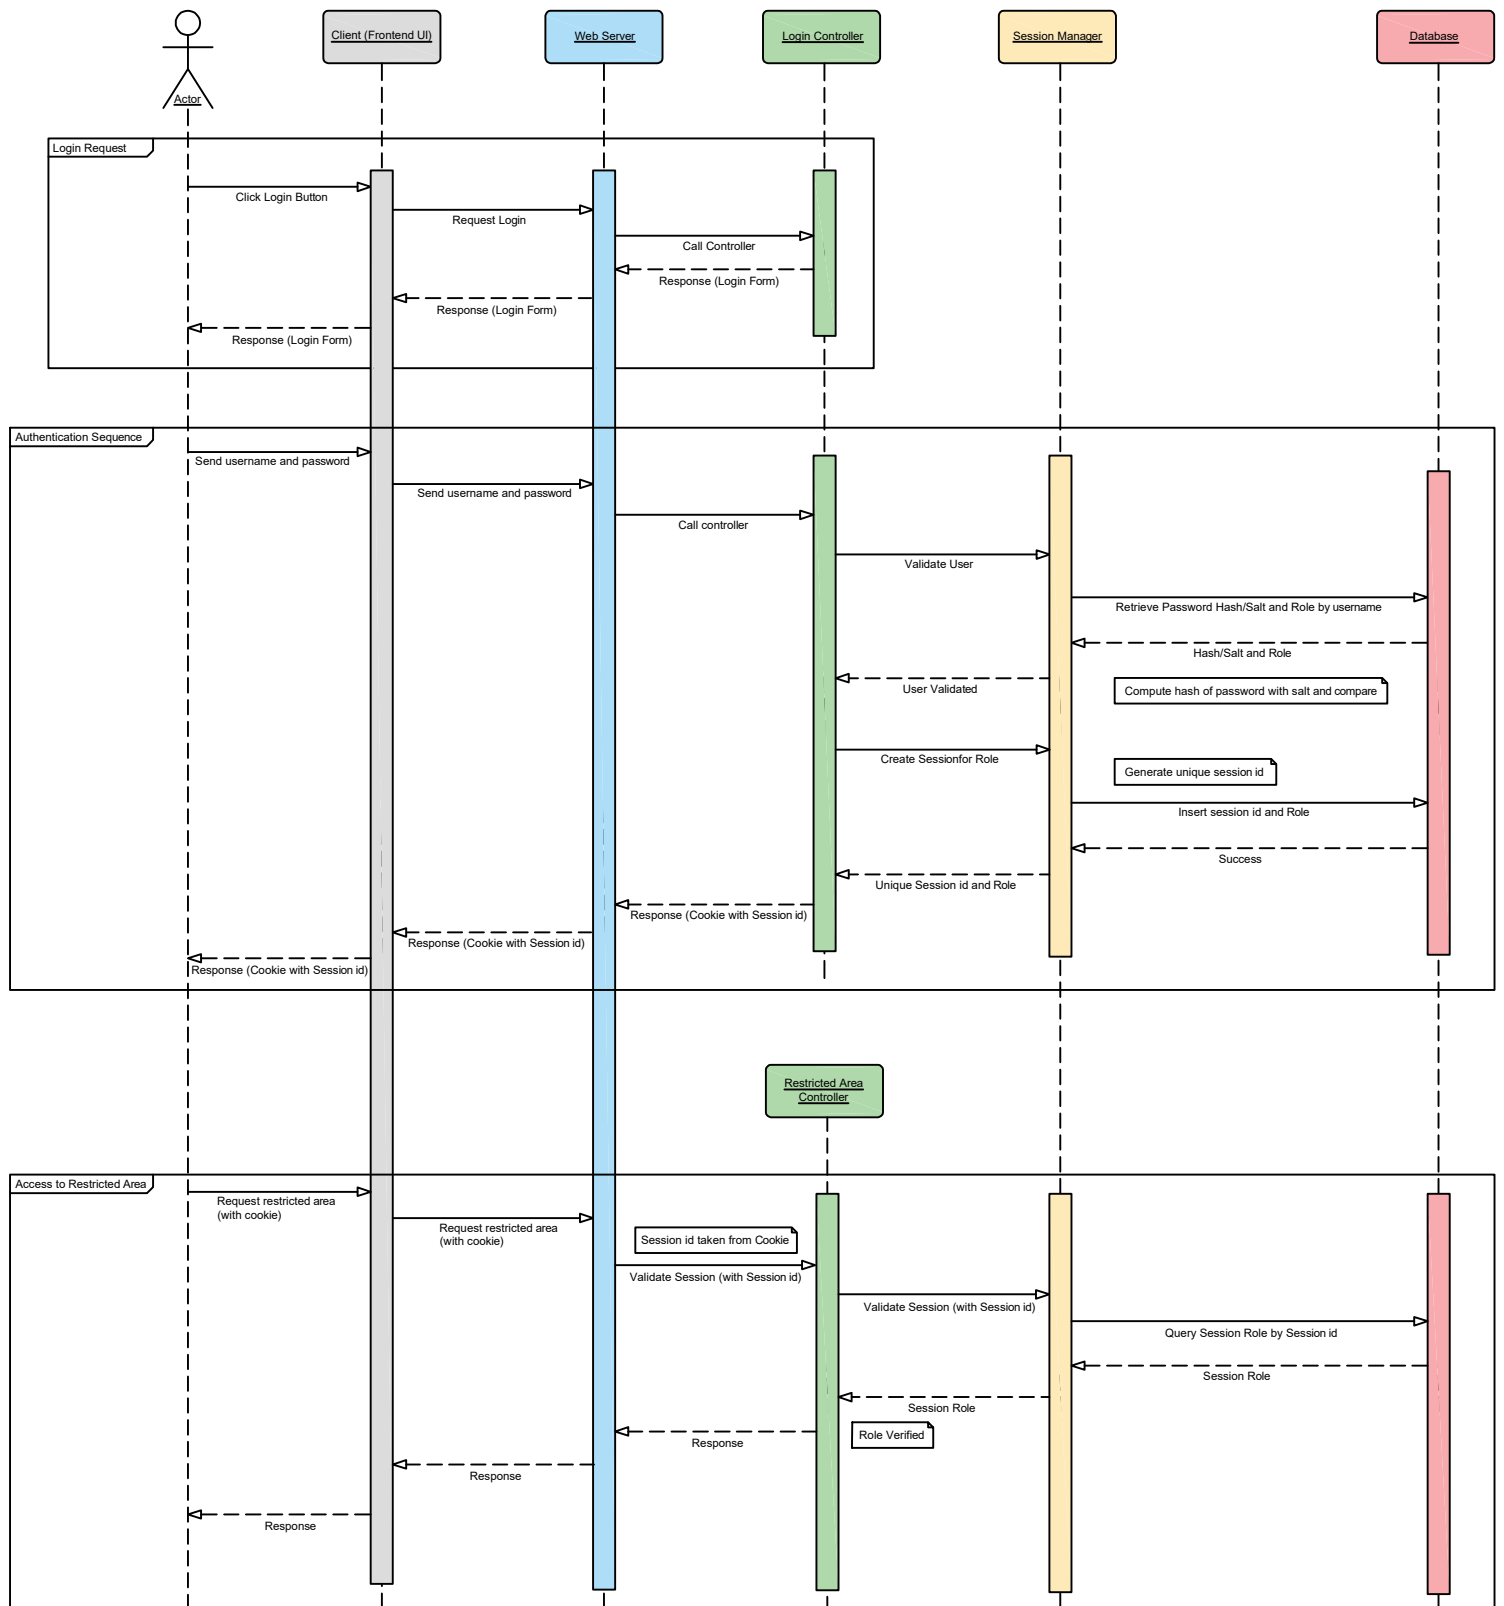 Client (Frontend UI)
Web Server
Login Controller
Session Manager
Database
Actor
Login Request
Click Login Button
Request Login
Call Controller
Response (Login Form)
Response (Login Form)
Response (Login Form)
Authentication Sequence
Send username and password
Send username and password
Call controller
Validate User
Retrieve Password Hash/Salt and Role by username
Hash/Salt and Role
User Validated
Compute hash of password with salt and compare
Create Sessionfor Role
Generate unique session id
Insert session id and Role
Success
Unique Session id and Role
Response (Cookie with Session id)
Response (Cookie with Session id)
Response (Cookie with Session id)
Restricted Area
Controller
Access to Restricted Area
Request restricted area
(with cookie)
Request restricted area
(with cookie)
Session id taken from Cookie
Validate Session (with Session id)
Validate Session (with Session id)
Query Session Role by Session id
Session Role
Session Role
Role Verified
Response
Response
Response